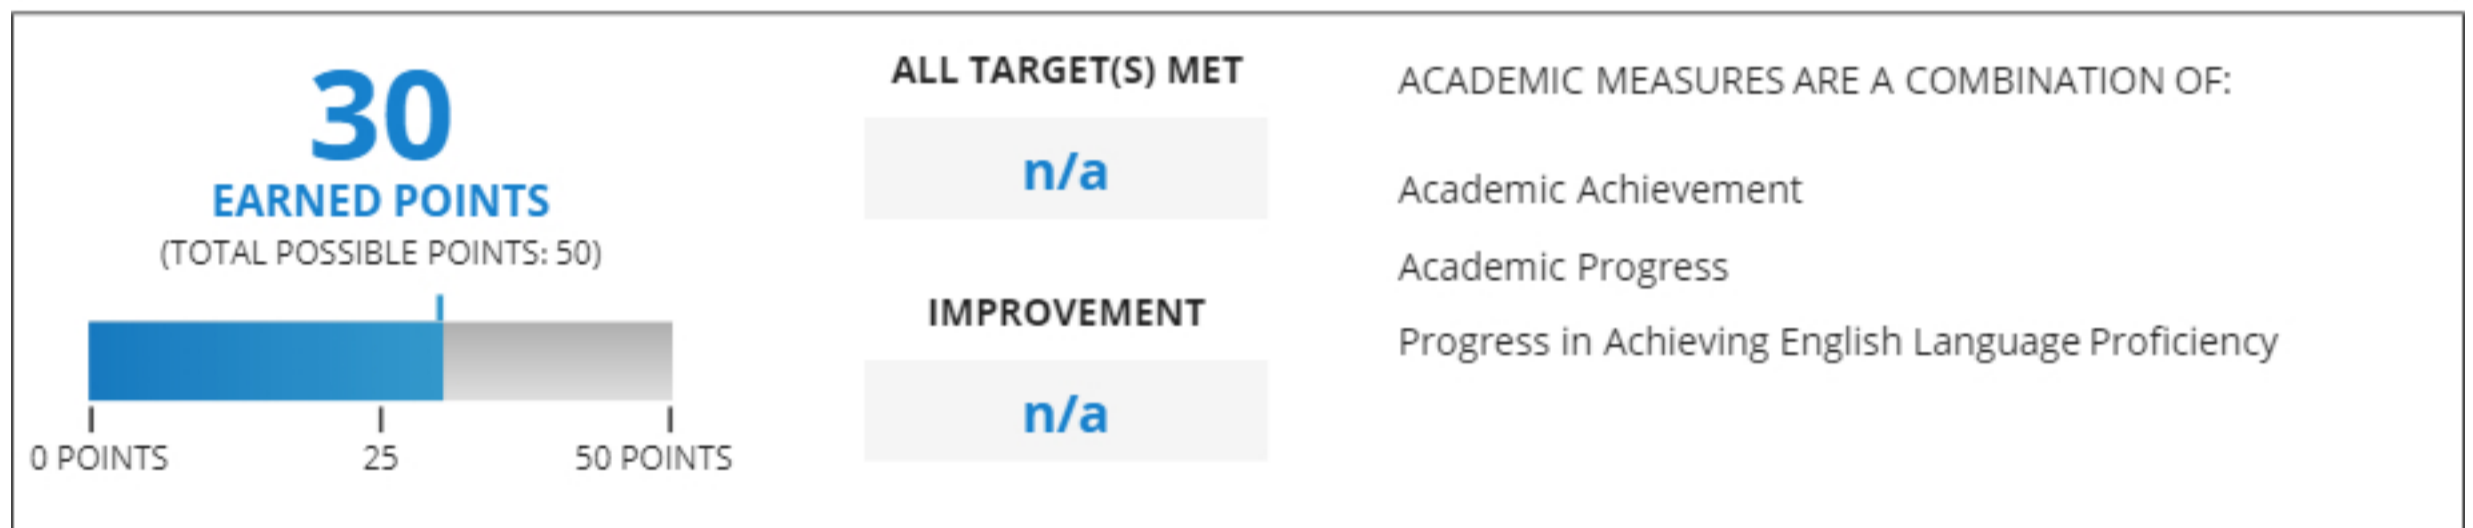 30
EARNED POINTS
(TOTAL POSSIBLE POINTS: 50)
0 POINTS
25
50 POINTS
ALL TARGET(S) MET
n/a
IMPROVEMENT
n/a
ACADEMIC MEASURES ARE A COMBINATION OF:
Academic Achievement
Academic Progress
Progress in Achieving English Language Proficiency